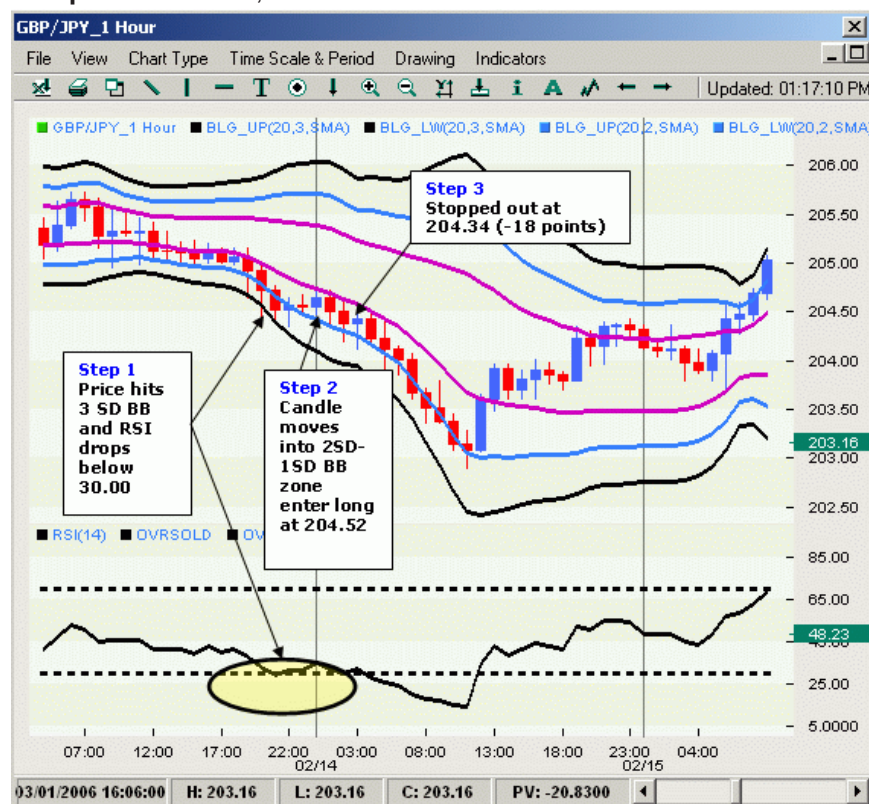 GBP/JPY_1 Hour
File View Chart Type Time Scale & Period Drawing Indicators
T i A Updated: 01:17:10 PM
GBP/JPY_1 Hour BLG_UP(20,3,SMA) BLG_LW(20,3,SMA) BLG_UP(20,2,SMA) BLG_LW(20,2,SMA
206.00
205.50
205.00
204.50
204.00
203.50
203.16
203.00
202.50
Step 3
Stopped out at
204.34 (-18 points)
Step 1
Price hits
3 SD BB
and RSI
drops
below
30.00
Step 2
Candle
moves
into 2SD-
1SD BB
zone
enter long
at 204.52
RSI(14) OVRSOLD OV
85.00
65.00
48.23
25.00
5.0000
07:00 12:00 17:00 22:00 03:00 08:00 13:00 18:00 23:00 04:00
02/14 02/15
03/01/2006 16:06:00 H: 203.16 L: 203.16 C: 203.16 PV: -20.8300